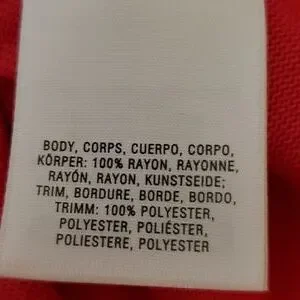 BODY, CORPS, CUERPO, CORPO,
KÖRPER: 100% RAYON, RAYONNE,
RAYÓN, RAYON, KUNSTSEIDE;
TRIM, BORDURE, BORDE, BORDO,
TRIMM: 100% POLYESTER,
POLYESTER, POLIÉSTER,
POLIESTERE, POLYESTER